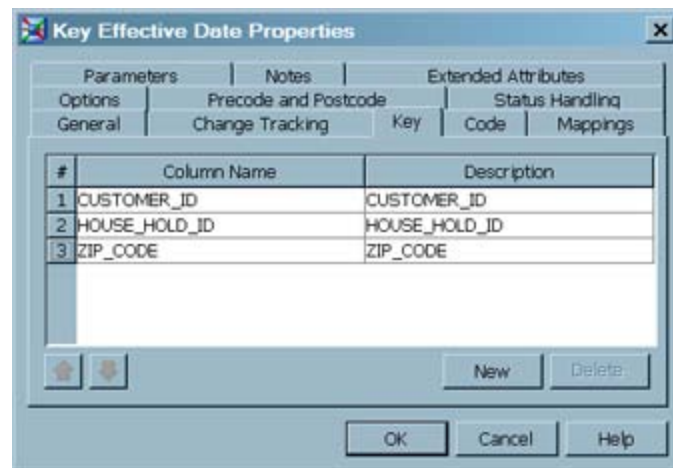 Key Effective Date Properties
Parameters Notes Extended Attributes
Options Precode and Postcode Status Handling
General Change Tracking Key Code Mappings
# Column Name Description
1 CUSTOMER_ID CUSTOMER_ID
2 HOUSE_HOLD_ID HOUSE_HOLD_ID
3 ZIP_CODE ZIP_CODE
New Delete
OK Cancel Help